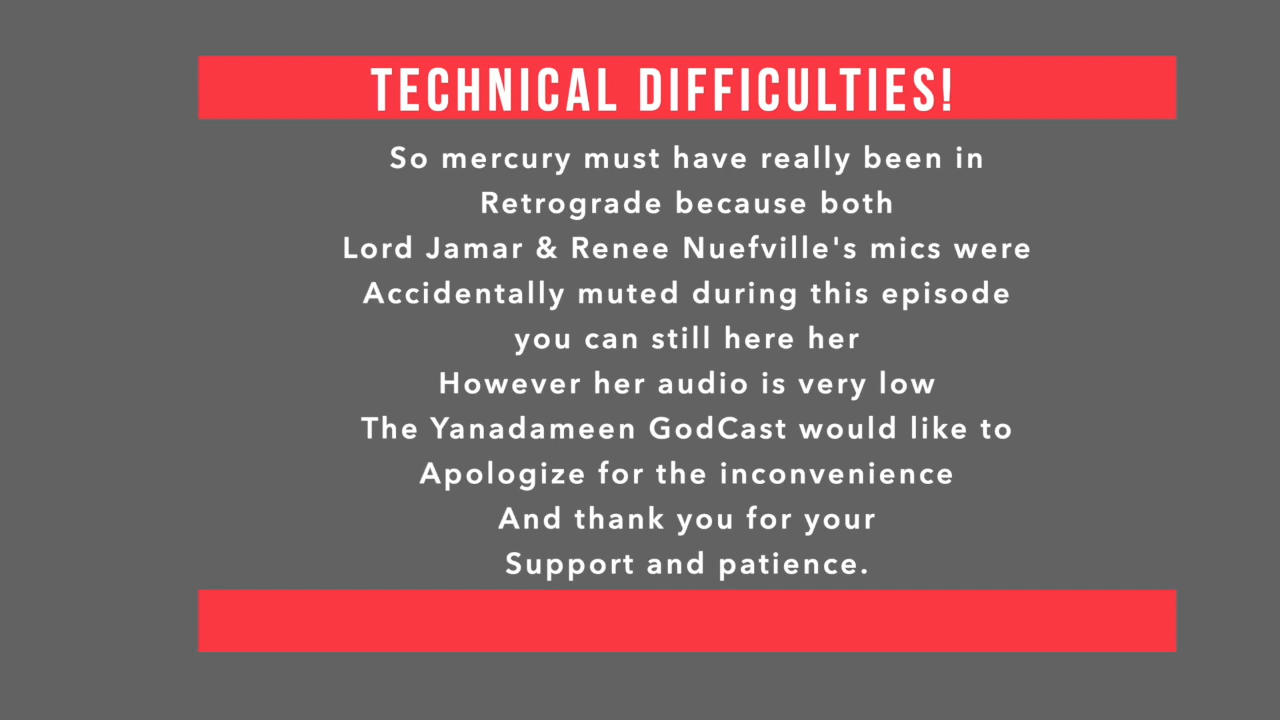 TECHNICAL DIFFICULTIES!
So mercury must have really been in
Retrograde because both
Lord Jamar & Renee Nuefville's mics were
Accidentally muted during this episode
you can still here her
However her audio is very low
The Yanadameen GodCast would like to
Apologize for the inconvenience
And thank you for your
Support and patience.